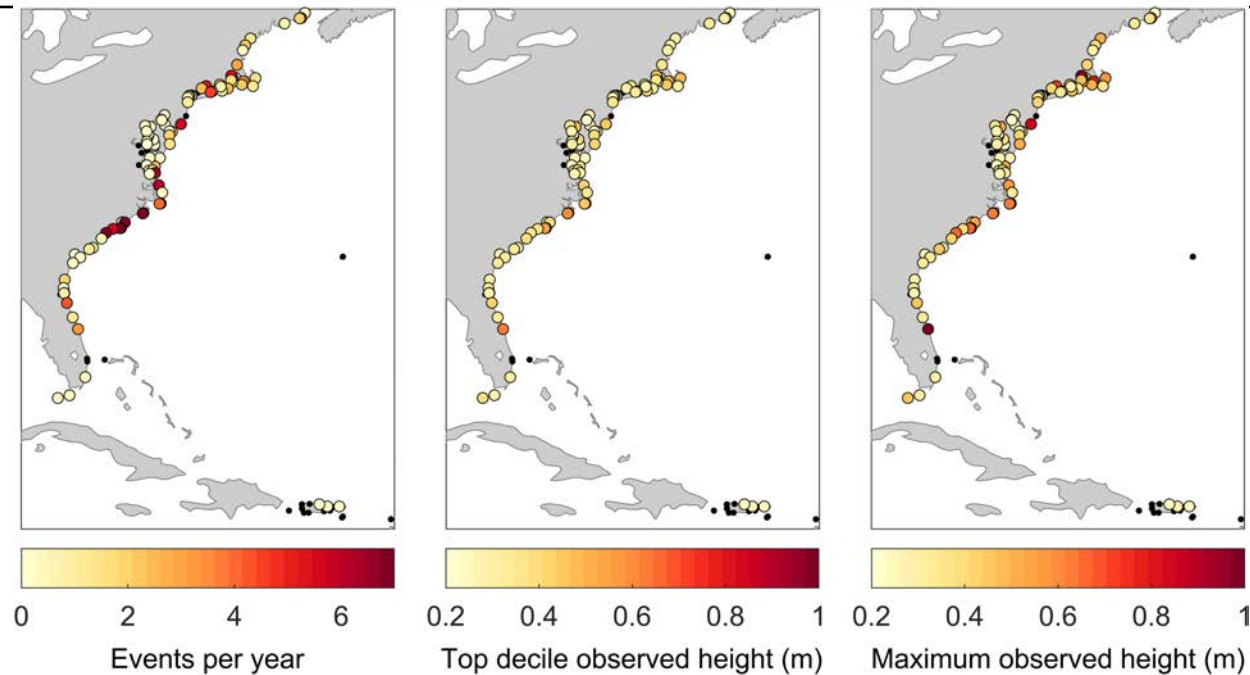 0 2 4 6
Events per year
0.2 0.4 0.6 0.8 1
Top decile observed height (m)
0.2 0.4 0.6 0.8 1
Maximum observed height (m)